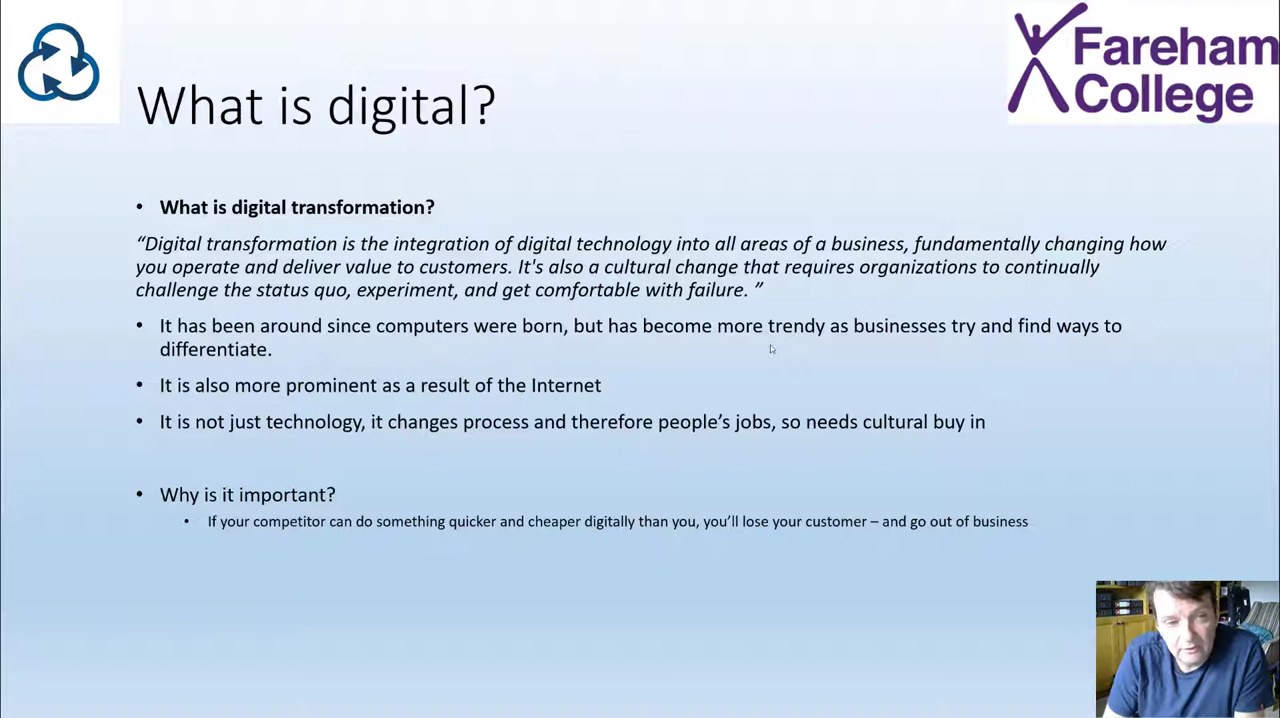 Fareham
College
What is digital?
• What is digital transformation?
“Digital transformation is the integration of digital technology into all areas of a business, fundamentally changing how
you operate and deliver value to customers. It's also a cultural change that requires organizations to continually
challenge the status quo, experiment, and get comfortable with failure. ”
• It has been around since computers were born, but has become more trendy as businesses try and find ways to
differentiate.
• It is also more prominent as a result of the Internet
• It is not just technology, it changes process and therefore people’s jobs, so needs cultural buy in
• Why is it important?
• If your competitor can do something quicker and cheaper digitally than you, you’ll lose your customer – and go out of business